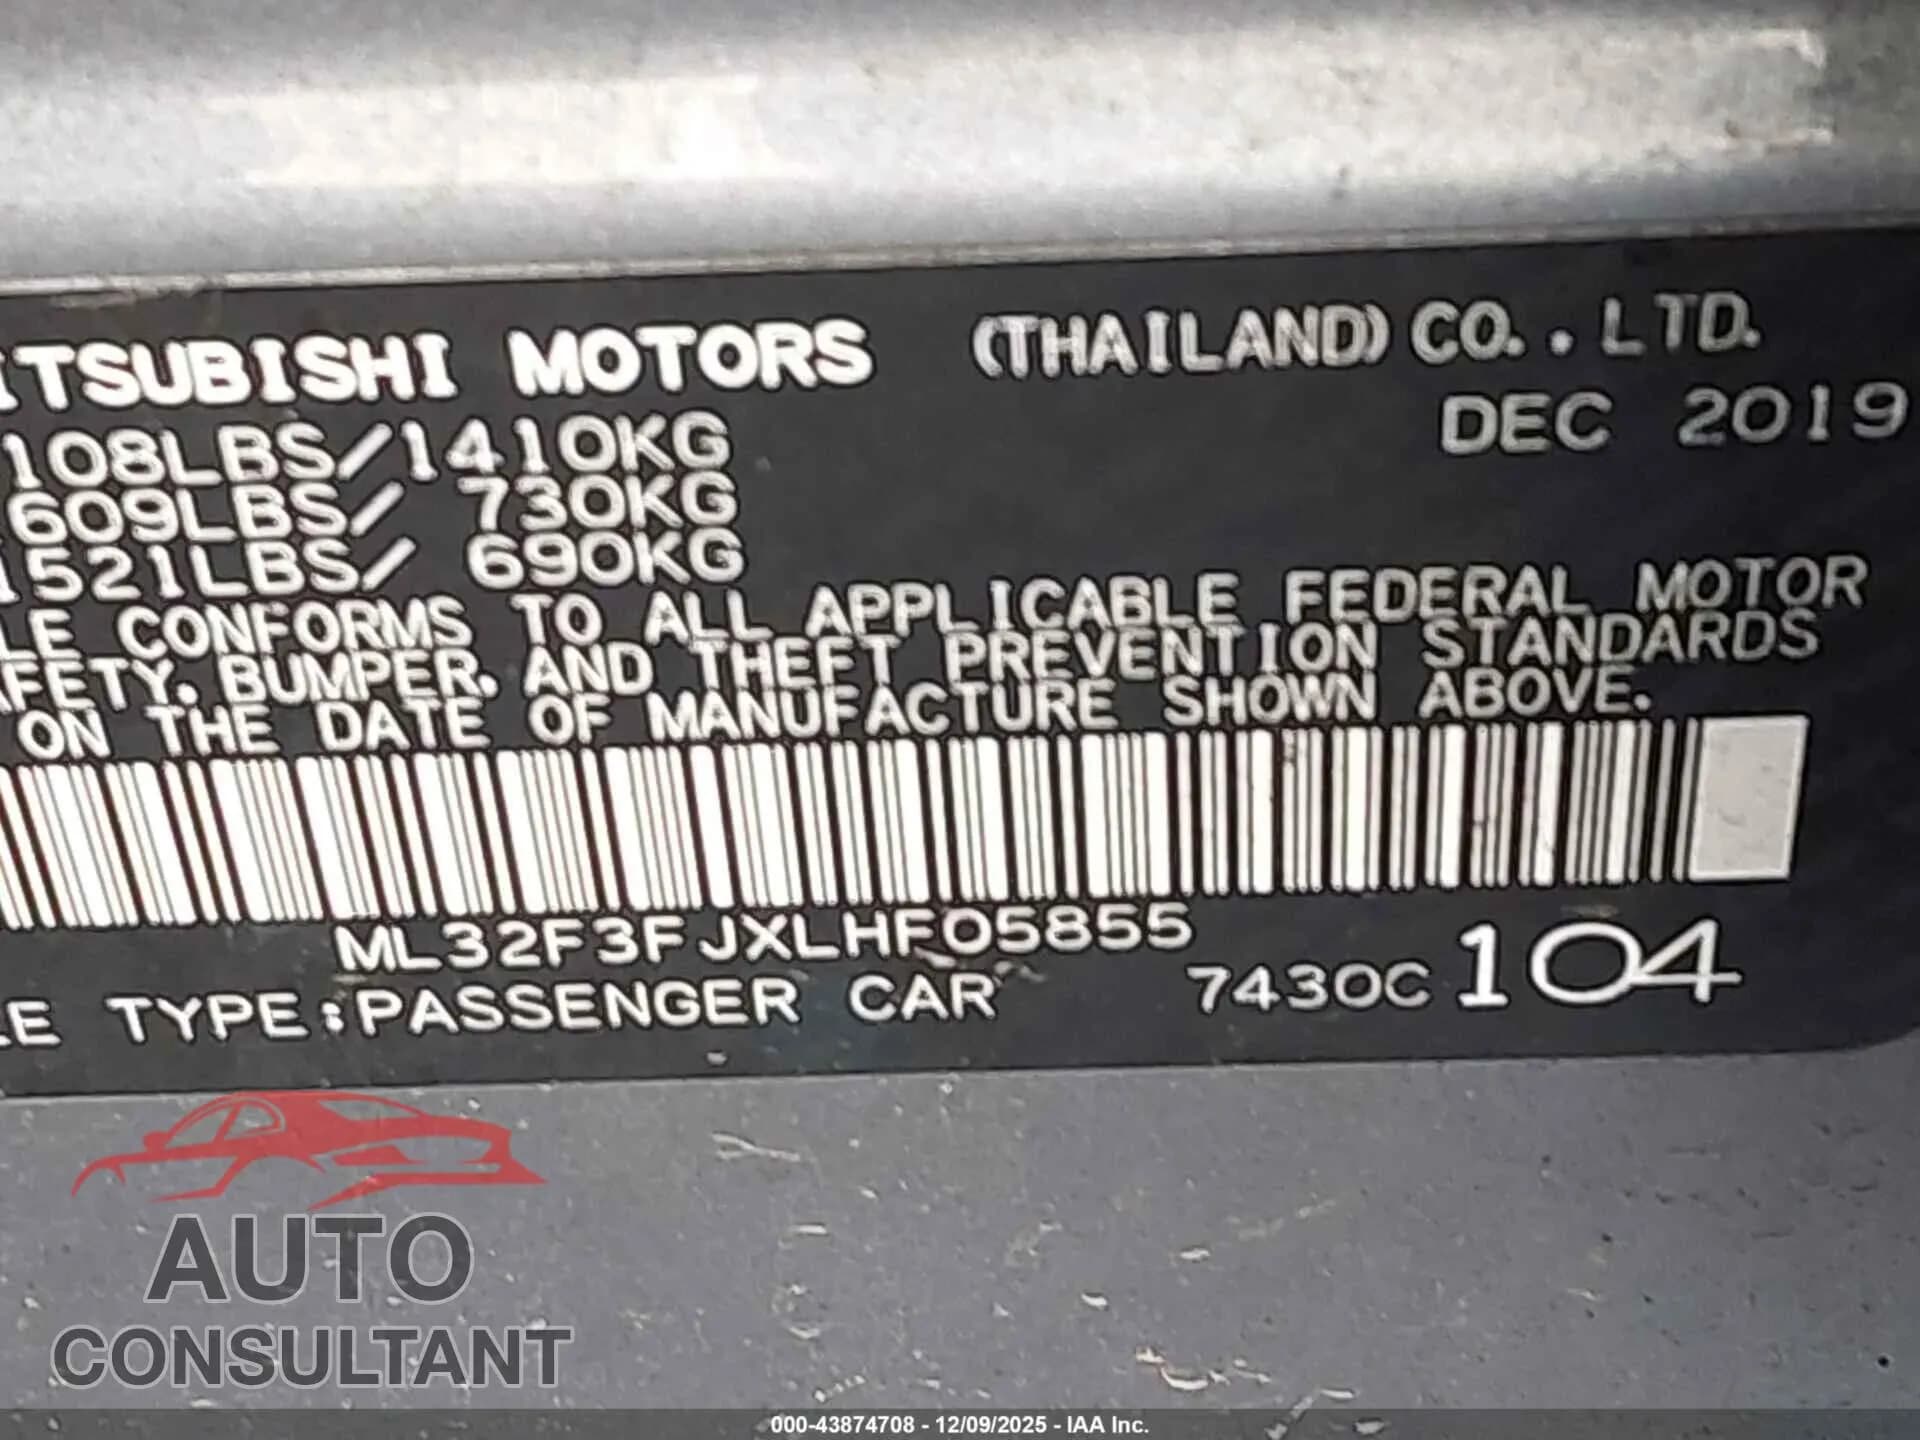 ITSUBISHI MOTORS (THAILAND) CO., LTD.
108LBS/1410KG DEC 2019
609LBS/ 730KG
1521LBS/ 690KG
LE CONFORMS TO ALL APPLICABLE FEDERAL MOTOR
AFETY, BUMPER, AND THEFT PREVENTION STANDARDS
ON THE DATE OF MANUFACTURE SHOWN ABOVE.
ML32F3FJXLHF05855
LE TYPE:PASSENGER CAR 7430C 104
AUTO
CONSULTANT
000-43874708 - 12/09/2025 - IAA Inc.